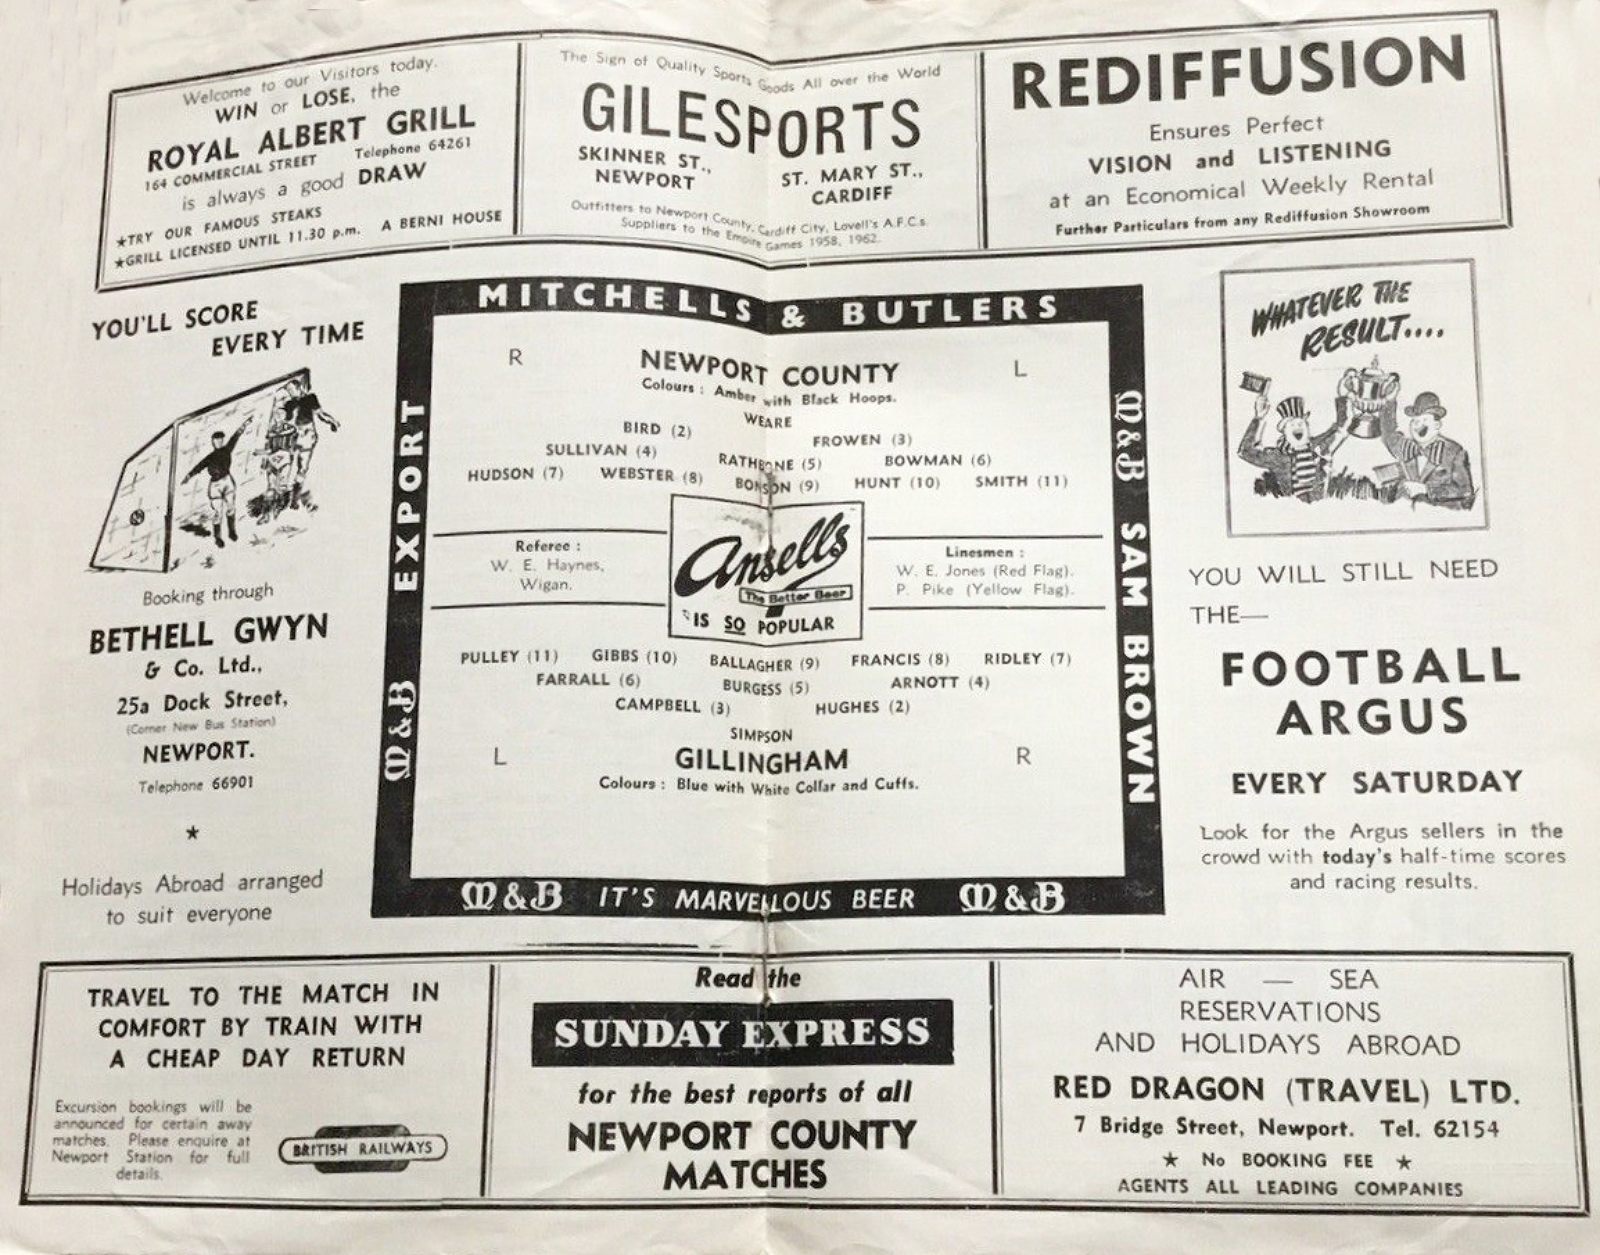 Welcome to our Visitors today.
WIN or LOSE, the
ROYAL ALBERT GRILL
164 COMMERCIAL STREET Telephone 64261
is always a good DRAW
★TRY OUR FAMOUS STEAKS
★GRILL LICENSED UNTIL 11.30 p.m. A BERNI HOUSE
The Sign of Quality Sports Goods All over the World
GILESPORTS
SKINNER ST., NEWPORT
ST. MARY ST., CARDIFF
Outfitters to Newport County, Cardiff City, Lovell's A.F.C.s.
Suppliers to the Empire Games 1958, 1962.
REDIFFUSION
Ensures Perfect
VISION and LISTENING
at an Economical Weekly Rental
Further Particulars from any Rediffusion Showroom
YOU'LL SCORE
EVERY TIME
Booking through
BETHELL GWYN
& Co. Ltd.,
25a Dock Street,
(Corner New Bus Station)
NEWPORT.
Telephone 66901
★
Holidays Abroad arranged
to suit everyone
MITCHELLS & BUTLERS
M&B EXPORT
R
L
NEWPORT COUNTY
Colours : Amber with Black Hoops.
WEARE
BIRD (2) FROWEN (3)
SULLIVAN (4) RATHBONE (5) BOWMAN (6)
HUDSON (7) WEBSTER (8) BONSON (9) HUNT (10) SMITH (11)
Referee :
W. E. Haynes,
Wigan.
Ansells
The Better Beer
IS SO POPULAR
Linesmen :
W. E. Jones (Red Flag).
P. Pike (Yellow Flag).
PULLEY (11) GIBBS (10) BALLAGHER (9) FRANCIS (8) RIDLEY (7)
FARRALL (6) BURGESS (5) ARNOTT (4)
CAMPBELL (3) HUGHES (2)
SIMPSON
L
R
GILLINGHAM
Colours : Blue with White Collar and Cuffs.
M&B SAM BROWN
M&B IT'S MARVELLOUS BEER M&B
WHATEVER THE
RESULT....
YOU WILL STILL NEED
THE—
FOOTBALL
ARGUS
EVERY SATURDAY
Look for the Argus sellers in the
crowd with today's half-time scores
and racing results.
TRAVEL TO THE MATCH IN
COMFORT BY TRAIN WITH
A CHEAP DAY RETURN
Excursion bookings will be
announced for certain away
matches. Please enquire at
Newport Station for full
details.
BRITISH RAILWAYS
Read the
SUNDAY EXPRESS
for the best reports of all
NEWPORT COUNTY
MATCHES
AIR — SEA
RESERVATIONS
AND HOLIDAYS ABROAD
RED DRAGON (TRAVEL) LTD.
7 Bridge Street, Newport. Tel. 62154
★ No BOOKING FEE ★
AGENTS ALL LEADING COMPANIES